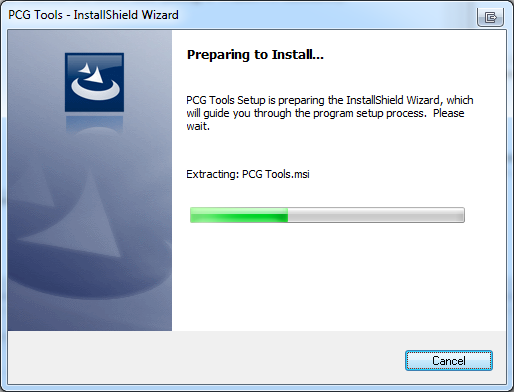 PCG Tools - InstallShield Wizard
Preparing to Install...
PCG Tools Setup is preparing the InstallShield Wizard, which
will guide you through the program setup process.  Please
wait.
Extracting: PCG Tools.msi
Cancel